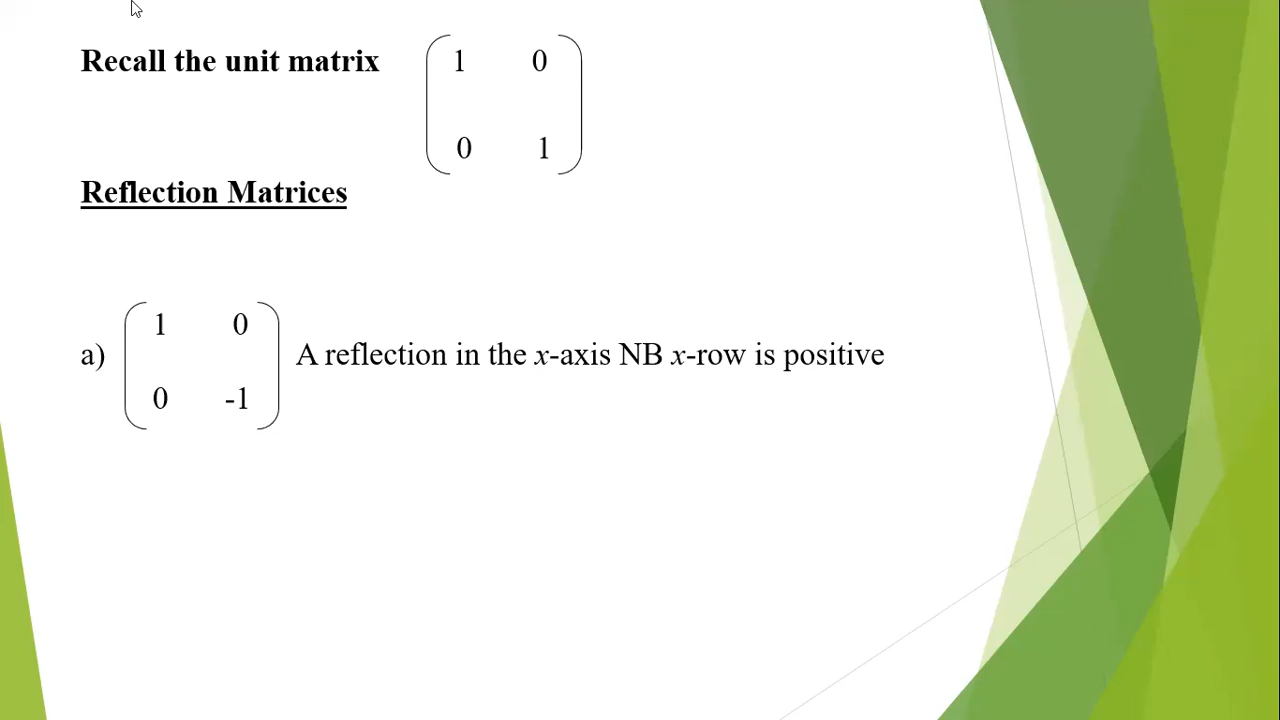 Recall the unit matrix
1 0
0 1
Reflection Matrices
1 0
a) A reflection in the x-axis NB x-row is positive
0 -1